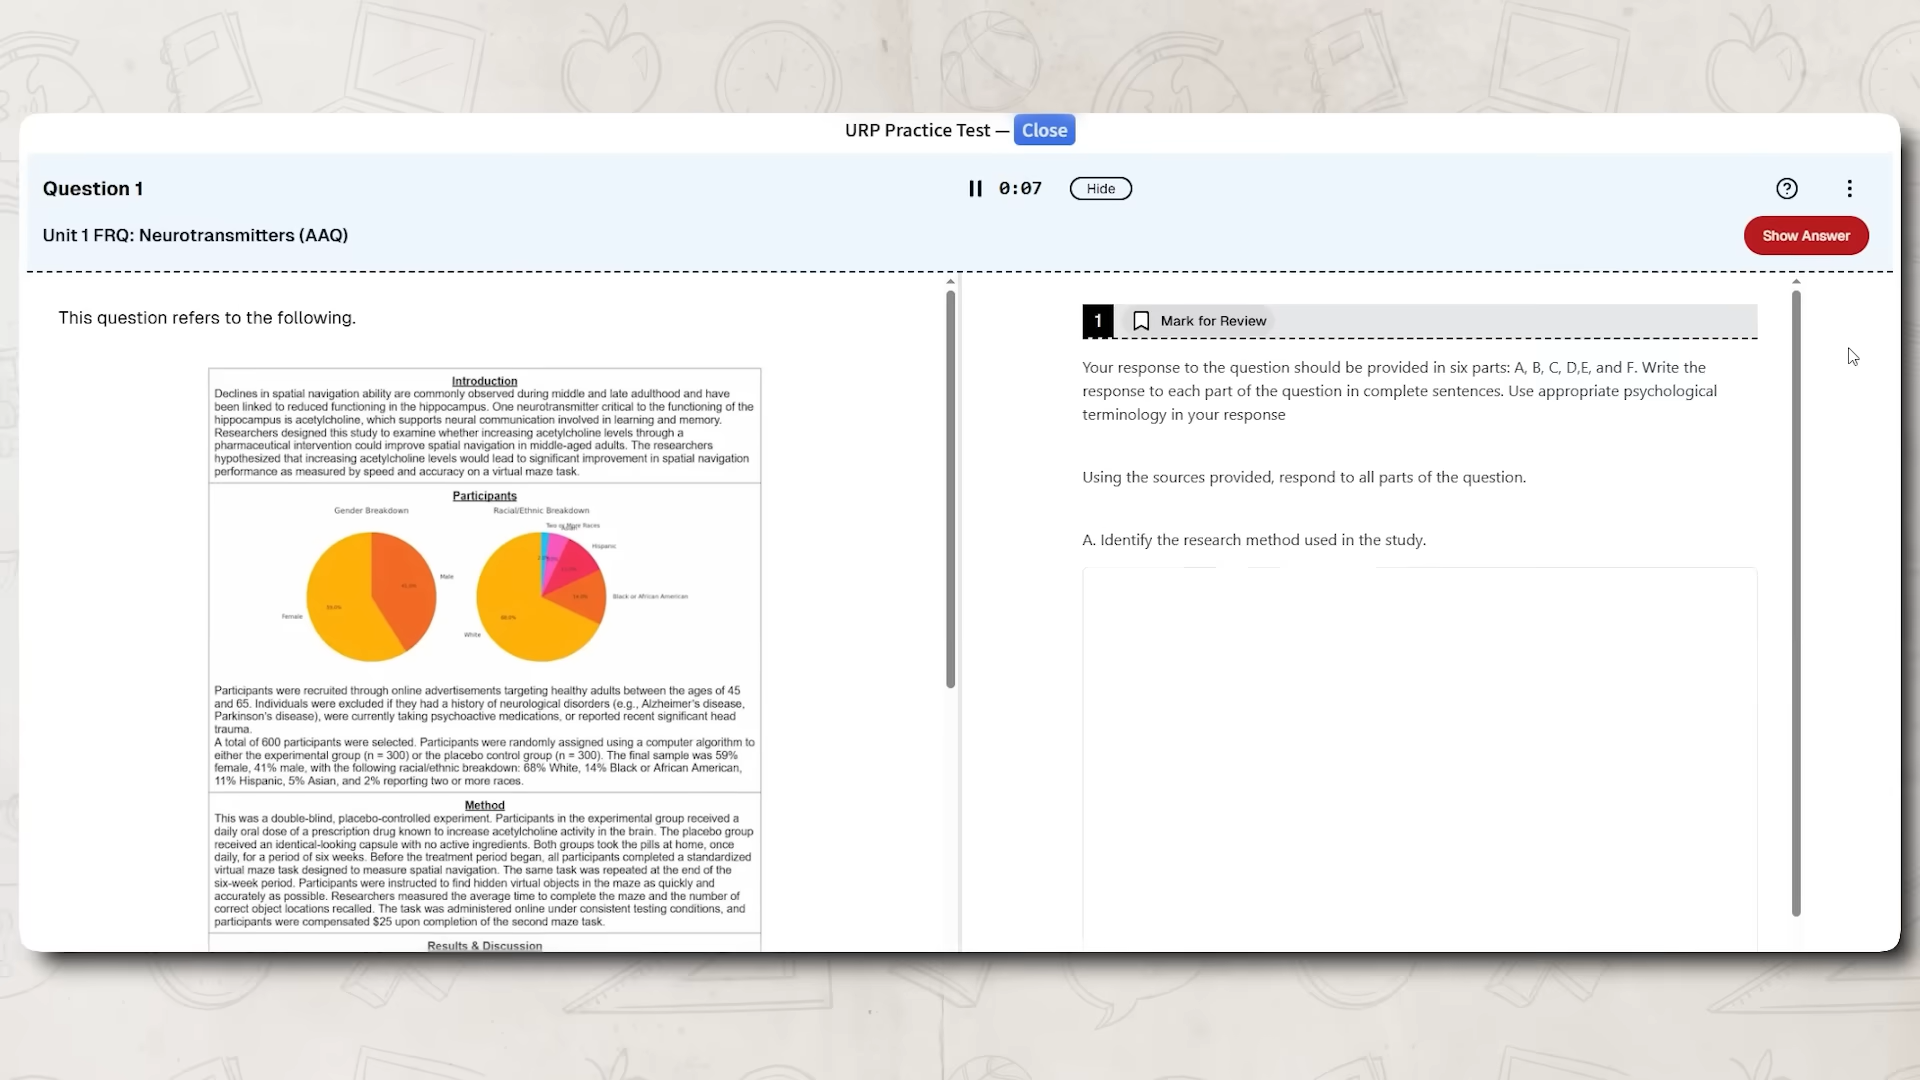 URP Practice Test — Close
Question 1
0:07
Hide
Unit 1 FRQ: Neurotransmitters (AAQ)
Show Answer
This question refers to the following.
Introduction
Declines in spatial navigation ability are commonly observed during middle and late adulthood and have
been linked to reduced functioning in the hippocampus. One neurotransmitter critical to the functioning of the
hippocampus is acetylcholine, which supports neural communication involved in learning and memory.
Researchers designed this study to examine whether increasing acetylcholine levels through a
pharmaceutical intervention could improve spatial navigation in middle-aged adults. The researchers
hypothesized that increasing acetylcholine levels would lead to significant improvement in spatial navigation
performance as measured by speed and accuracy on a virtual maze task.
Participants
Gender Breakdown
Racial/Ethnic Breakdown
Two or More Races
Hispanic
Male
Black or African American
Female
White
Participants were recruited through online advertisements targeting healthy adults between the ages of 45
and 65. Individuals were excluded if they had a history of neurological disorders (e.g., Alzheimer's disease,
Parkinson's disease), were currently taking psychoactive medications, or reported recent significant head
trauma.
A total of 600 participants were selected. Participants were randomly assigned using a computer algorithm to
either the experimental group (n = 300) or the placebo control group (n = 300). The final sample was 59%
female, 41% male, with the following racial/ethnic breakdown: 68% White, 14% Black or African American,
11% Hispanic, 5% Asian, and 2% reporting two or more races.
Method
This was a double-blind, placebo-controlled experiment. Participants in the experimental group received a
daily oral dose of a prescription drug known to increase acetylcholine activity in the brain. The placebo group
received an identical-looking capsule with no active ingredients. Both groups took the pills at home, once
daily, for a period of six weeks. Before the treatment period began, all participants completed a standardized
virtual maze task designed to measure spatial navigation. The same task was repeated at the end of the
six-week period. Participants were instructed to find hidden virtual objects in the maze as quickly and
accurately as possible. Researchers measured the average time to complete the maze and the number of
correct object locations recalled. The task was administered online under consistent testing conditions, and
participants were compensated $25 upon completion of the second maze task.
Results & Discussion
1
Mark for Review
Your response to the question should be provided in six parts: A, B, C, D,E, and F. Write the
response to each part of the question in complete sentences. Use appropriate psychological
terminology in your response
Using the sources provided, respond to all parts of the question.
A. Identify the research method used in the study.